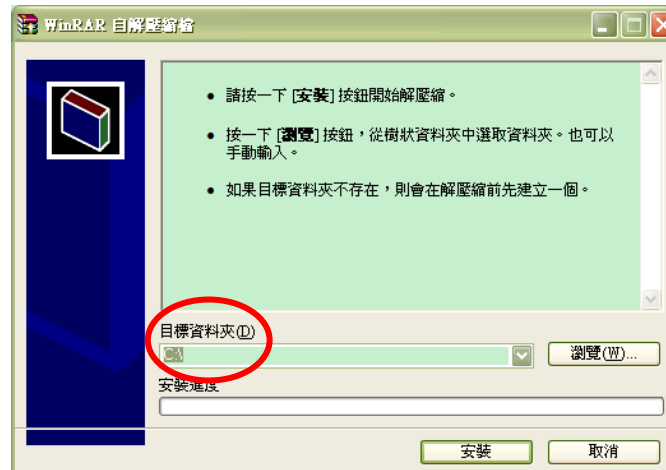 WinRAR 自解壓縮檔
• 請按一下 [安裝] 按鈕開始解壓縮。
• 按一下 [瀏覽] 按鈕,從樹狀資料夾中選取資料夾。也可以
手動輸入。
• 如果目標資料夾不存在,則會在解壓縮前先建立一個。
目標資料夾(D)
C:\
瀏覽(W)...
安裝進度
安裝
取消